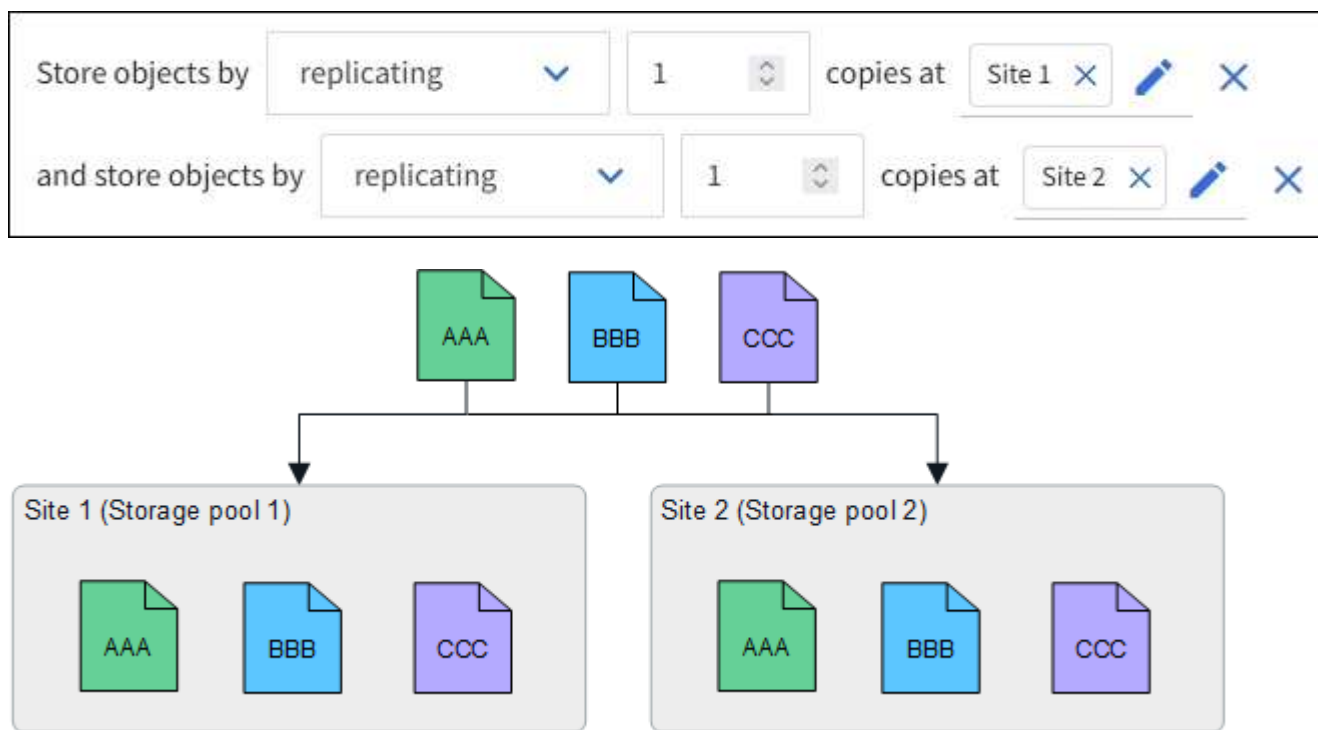 Store objects by replicating 1 copies at Site 1
and store objects by replicating 1 copies at Site 2
AAA BBB CCC
Site 1 (Storage pool 1) Site 2 (Storage pool 2)
AAA BBB CCC AAA BBB CCC